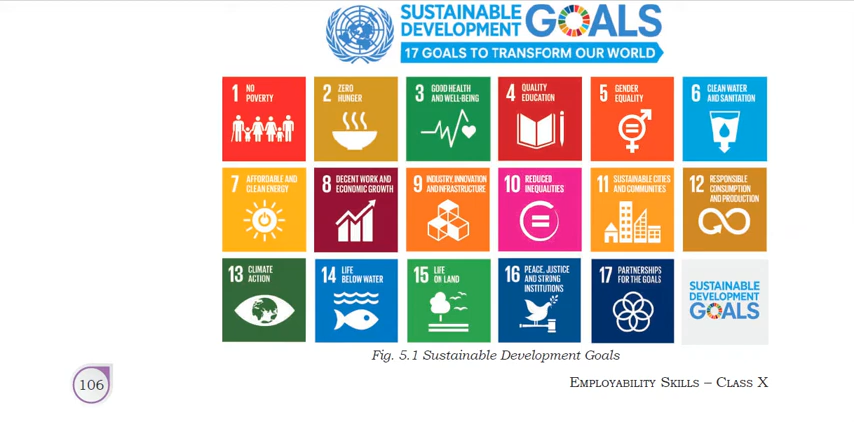 SUSTAINABLE
DEVELOPMENT
GOALS
17 GOALS TO TRANSFORM OUR WORLD
1 NO
POVERTY
2 ZERO
HUNGER
3 GOOD HEALTH
AND WELL-BEING
4 QUALITY
EDUCATION
5 GENDER
EQUALITY
6 CLEAN WATER
AND SANITATION
7 AFFORDABLE AND
CLEAN ENERGY
8 DECENT WORK AND
ECONOMIC GROWTH
9 INDUSTRY, INNOVATION
AND INFRASTRUCTURE
10 REDUCED
INEQUALITIES
11 SUSTAINABLE CITIES
AND COMMUNITIES
12 RESPONSIBLE
CONSUMPTION
AND PRODUCTION
13 CLIMATE
ACTION
14 LIFE
BELOW WATER
15 LIFE
ON LAND
16 PEACE, JUSTICE
AND STRONG
INSTITUTIONS
17 PARTNERSHIPS
FOR THE GOALS
SUSTAINABLE
DEVELOPMENT
GOALS
Fig. 5.1 Sustainable Development Goals
106
EMPLOYABILITY SKILLS – CLASS X